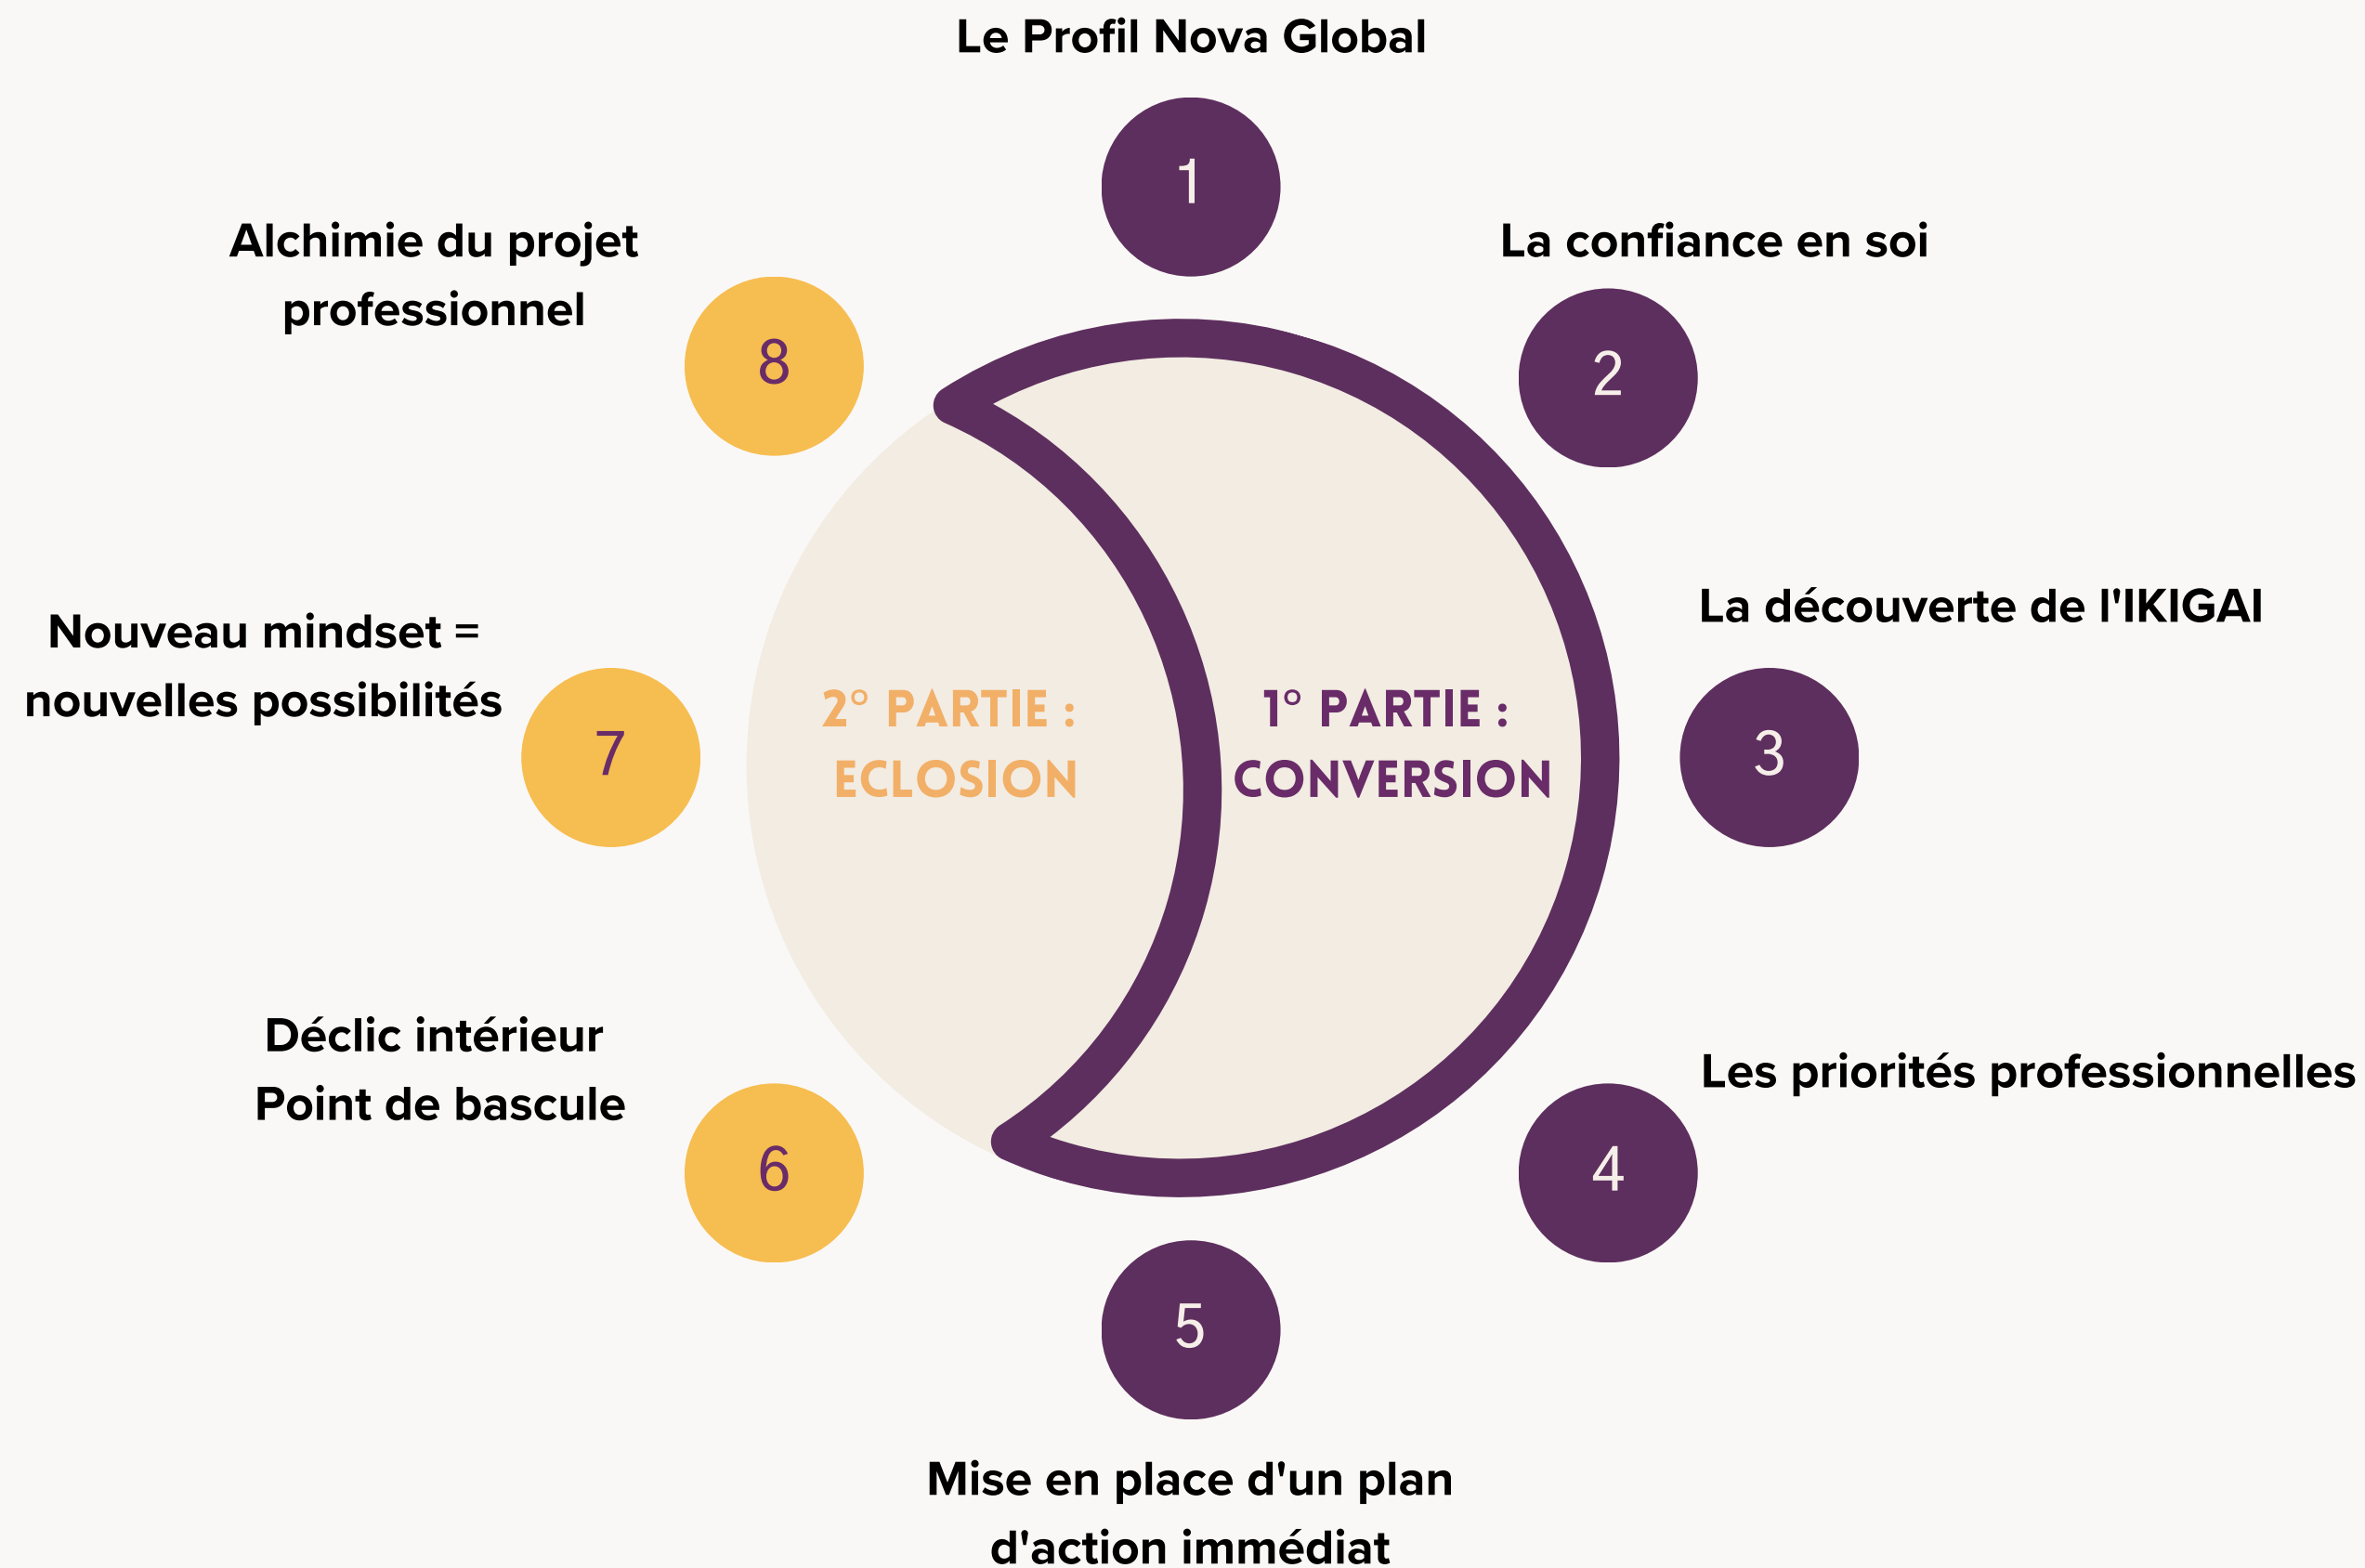 Le Profil Nova Global
1
La confiance en soi
2
La découverte de l'IKIGAI
3
Les priorités professionnelles
4
5
Mise en place d'un plan
d'action immédiat
Déclic intérieur
Point de bascule
6
Nouveau mindset =
nouvelles possibilités
7
Alchimie du projet
professionnel
8
2° PARTIE :
ECLOSION
1° PARTIE :
CONVERSION